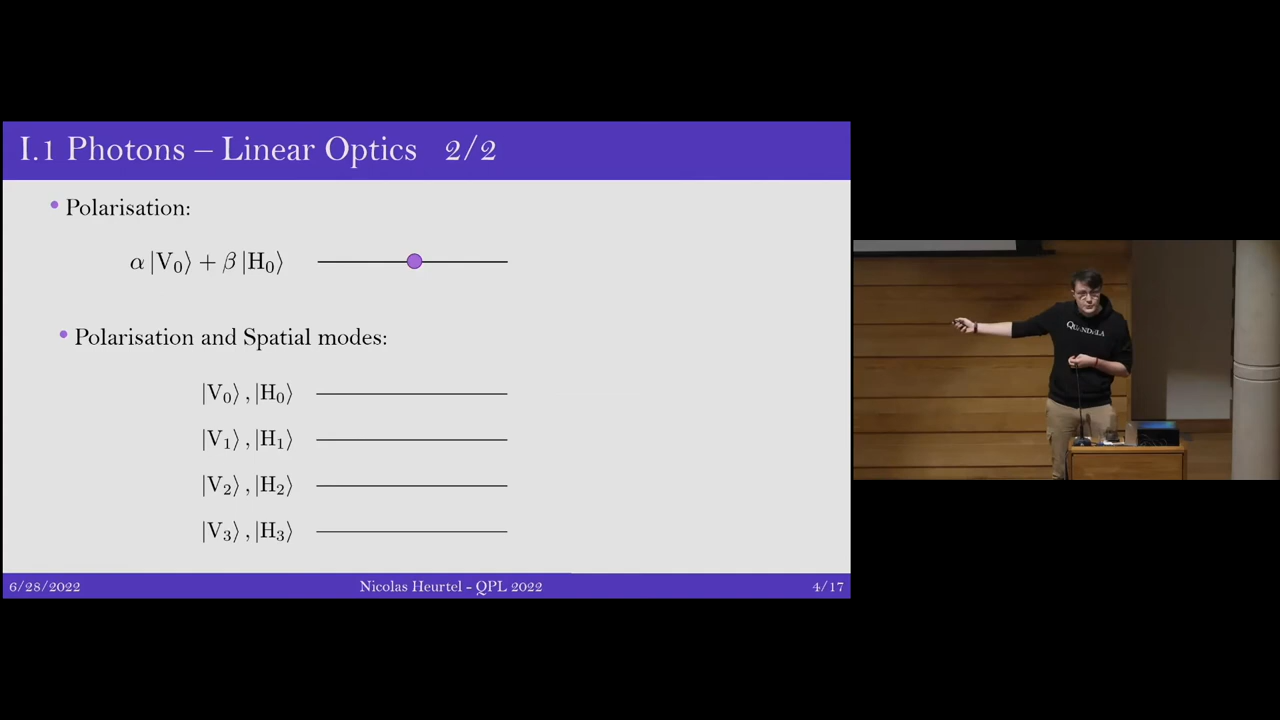 I.1 Photons – Linear Optics 2/2
• Polarisation:
α |V₀⟩ + β |H₀⟩
• Polarisation and Spatial modes:
|V₀⟩ , |H₀⟩
|V₁⟩ , |H₁⟩
|V₂⟩ , |H₂⟩
|V₃⟩ , |H₃⟩
6/28/2022 Nicolas Heurtel - QPL 2022 4/17
QUANDELA